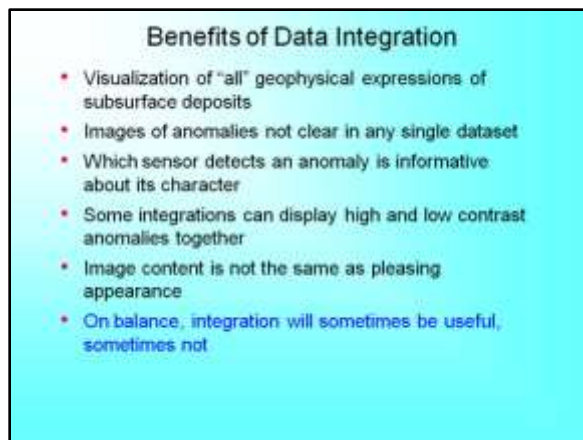 Benefits of Data Integration
• Visualization of “all” geophysical expressions of
subsurface deposits
• Images of anomalies not clear in any single dataset
• Which sensor detects an anomaly is informative
about its character
• Some integrations can display high and low contrast
anomalies together
• Image content is not the same as pleasing
appearance
• On balance, integration will sometimes be useful,
sometimes not